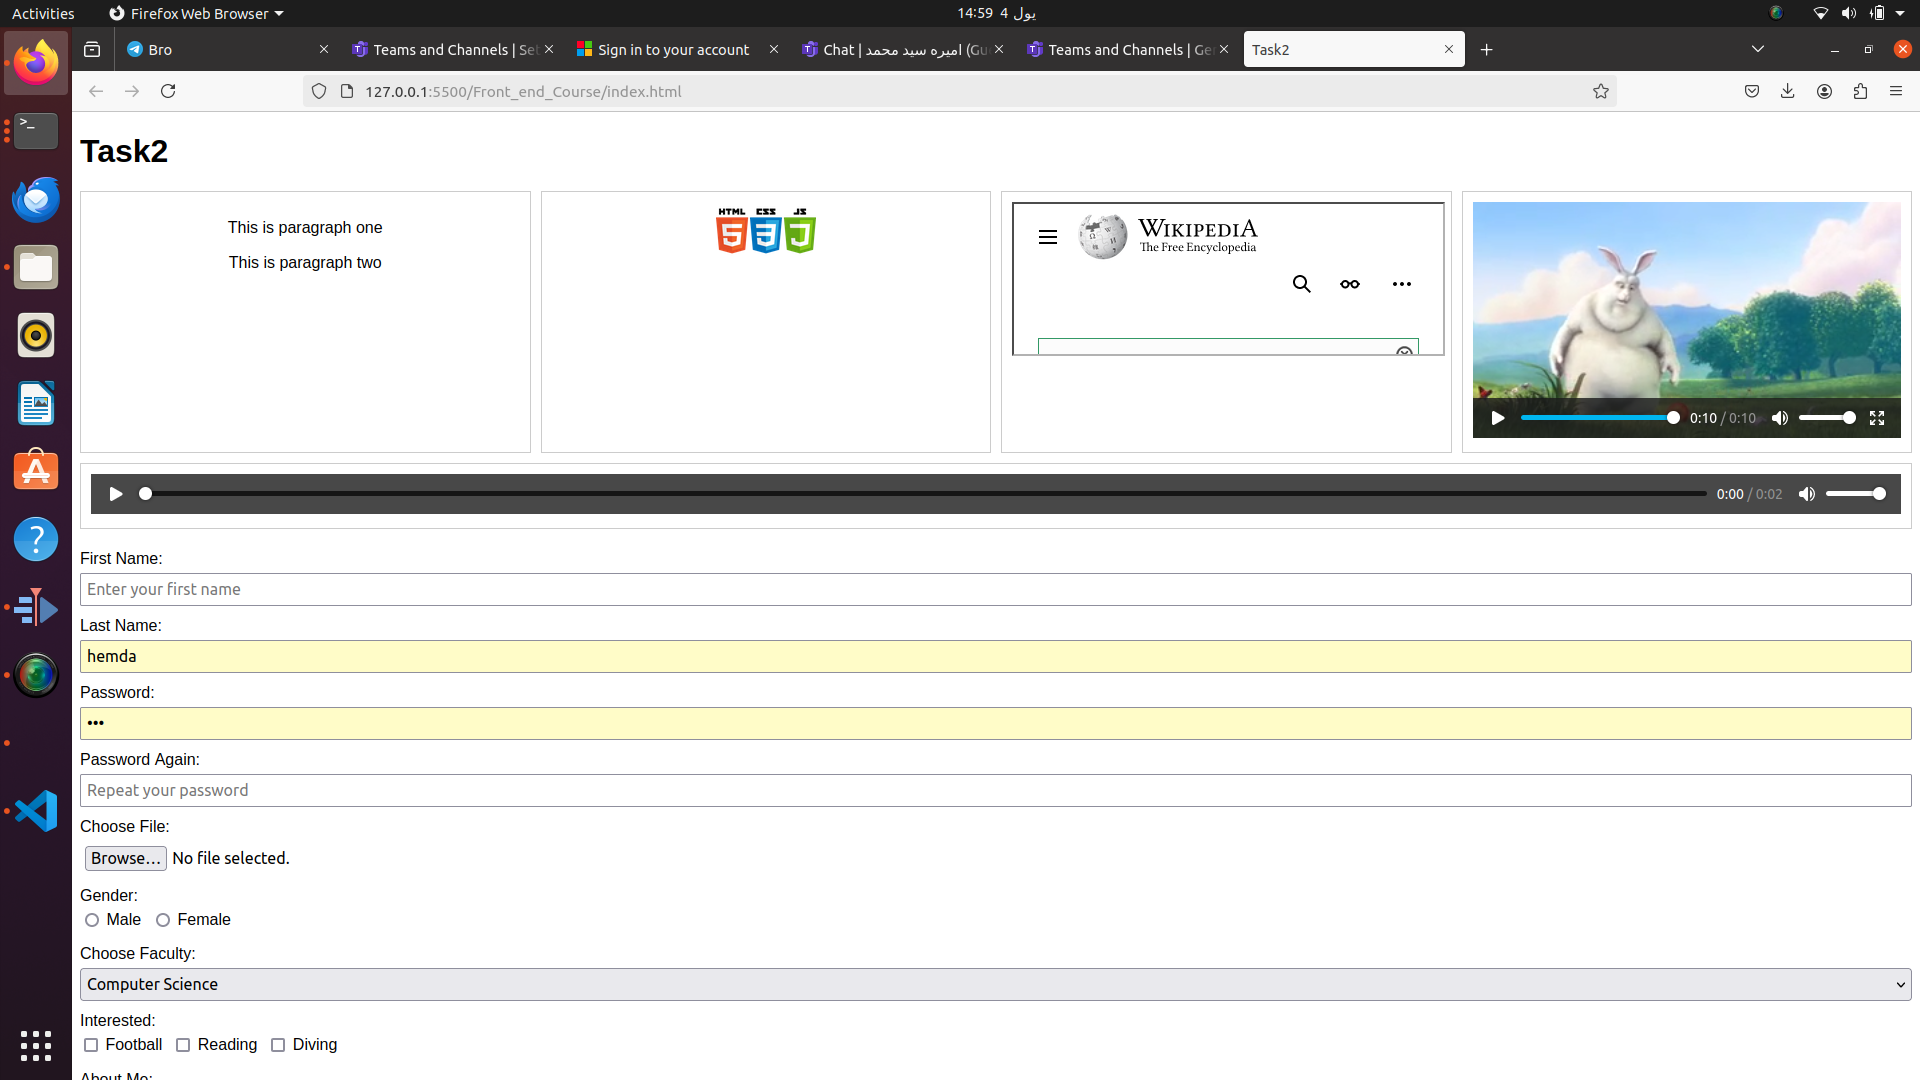 Activities
Firefox Web Browser
14:59 4 يول
Bro
Teams and Channels | Set
Sign in to your account
Chat | اميره سيد محمد (Gu
Teams and Channels | Ge
Task2
127.0.0.1:5500/Front_end_Course/index.html
Task2
This is paragraph one
This is paragraph two
HTML CSS JS
5 3 J
WIKIPEDIA
The Free Encyclopedia
0:10 / 0:10
0:00 / 0:02
First Name:
Enter your first name
Last Name:
hemda
Password:
•••
Password Again:
Repeat your password
Choose File:
Browse… No file selected.
Gender:
Male Female
Choose Faculty:
Computer Science
Interested:
Football Reading Diving
About Me: